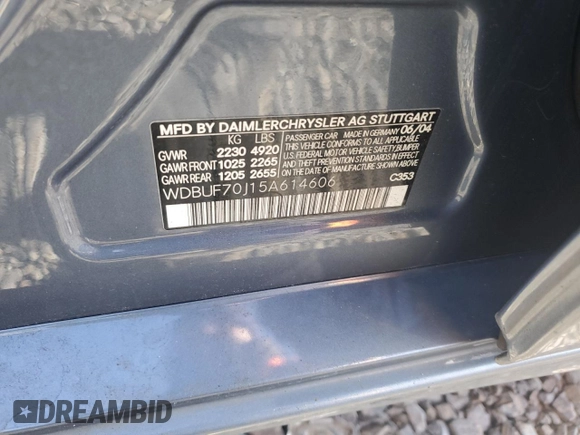 MFD BY DAIMLERCHRYSLER AG STUTTGART
KG LBS PASSENGER CAR MADE IN GERMANY 06/04
GVWR 2230 4920 THIS VEHICLE CONFORMS TO ALL APPLICABLE
GAWR FRONT 1025 2265 U.S. FEDERAL MOTOR VEHICLE SAFETY, BUMPER,
GAWR REAR 1205 2655 AND THEFT PREVENTION STANDARDS IN EFFECT
ON THE DATE OF MANUFACTURE SHOWN ABOVE.
WDBUF70J15A614606 C353
DREAMBID